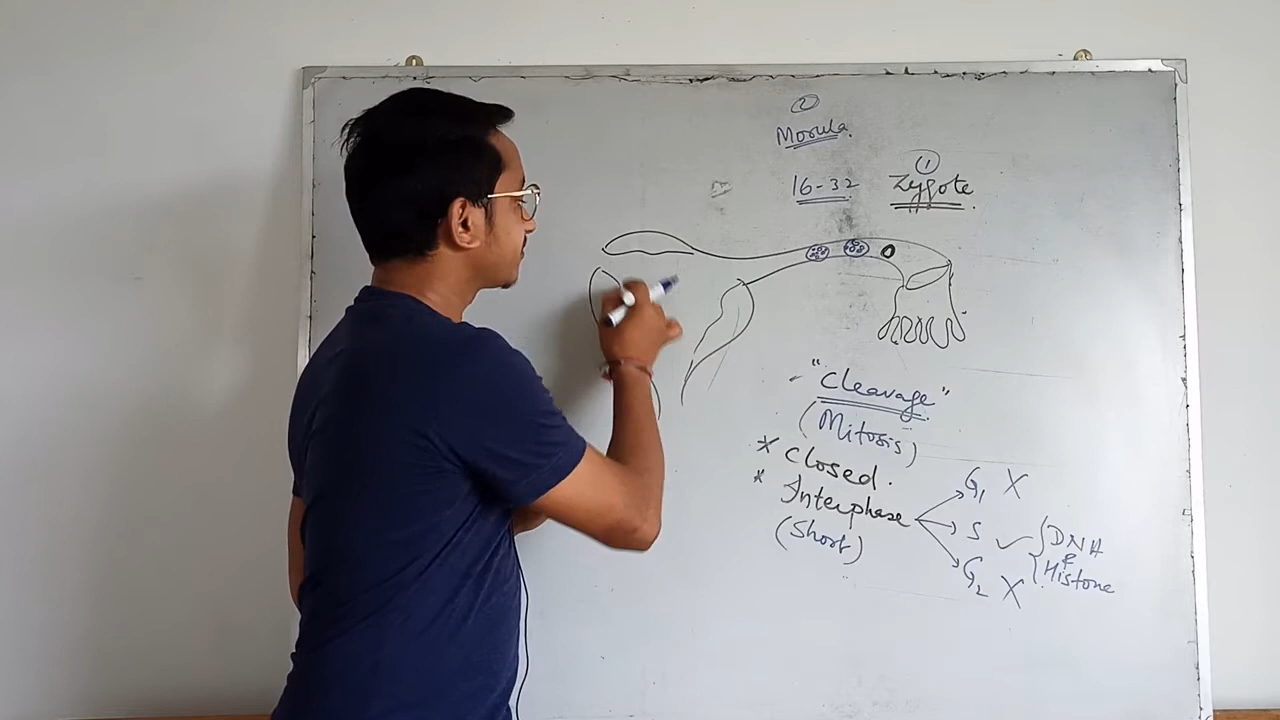 2
Morula.
1
16-32 Zygote.
"Cleavage"
(Mitosis)
* Closed.
* Interphase
(Short)
G1 X
S ✓ { DNA
&
Histone
G2 X